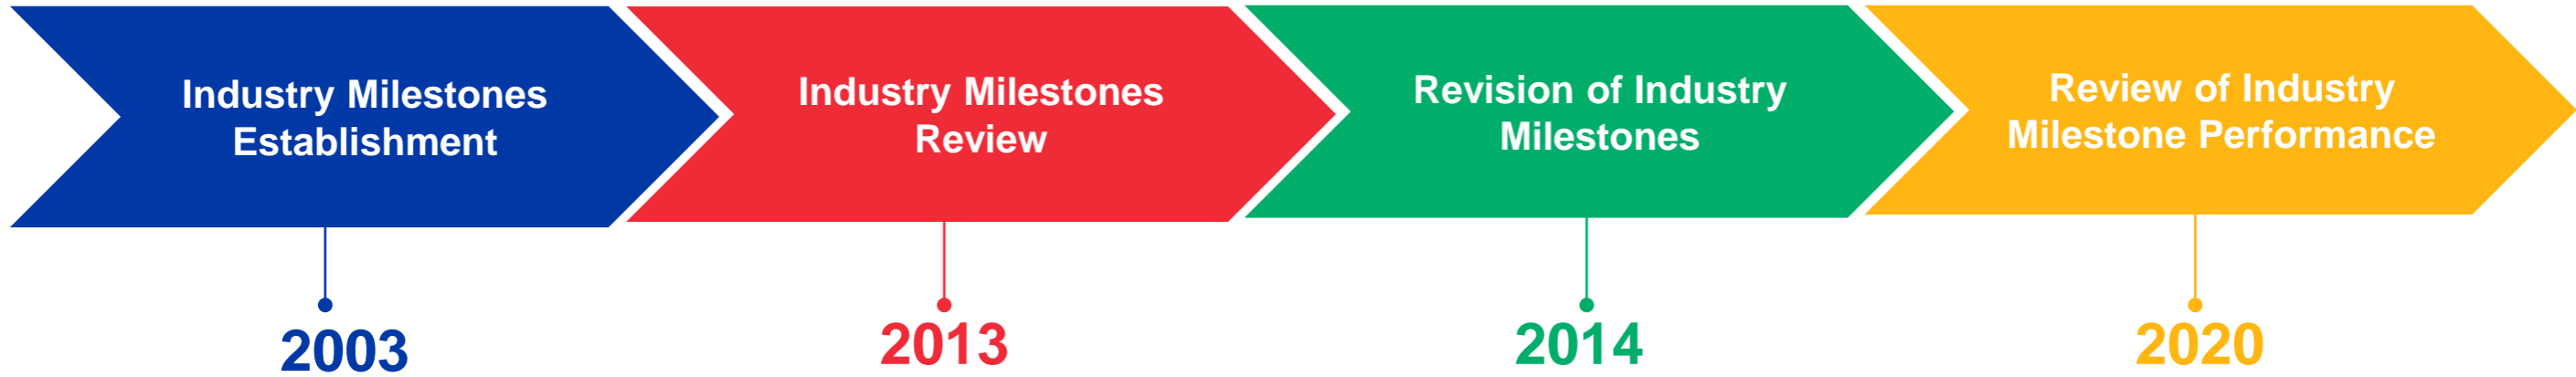 Industry Milestones
Establishment
2003
Industry Milestones
Review
2013
Revision of Industry
Milestones
2014
Review of Industry
Milestone Performance
2020